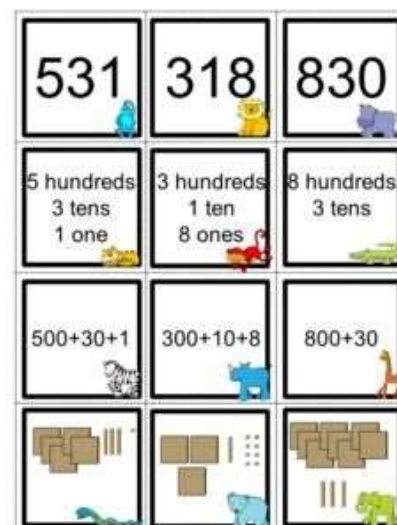 531
318
830
5 hundreds
3 tens
1 one
3 hundreds
1 ten
8 ones
8 hundreds
3 tens
500+30+1
300+10+8
800+30